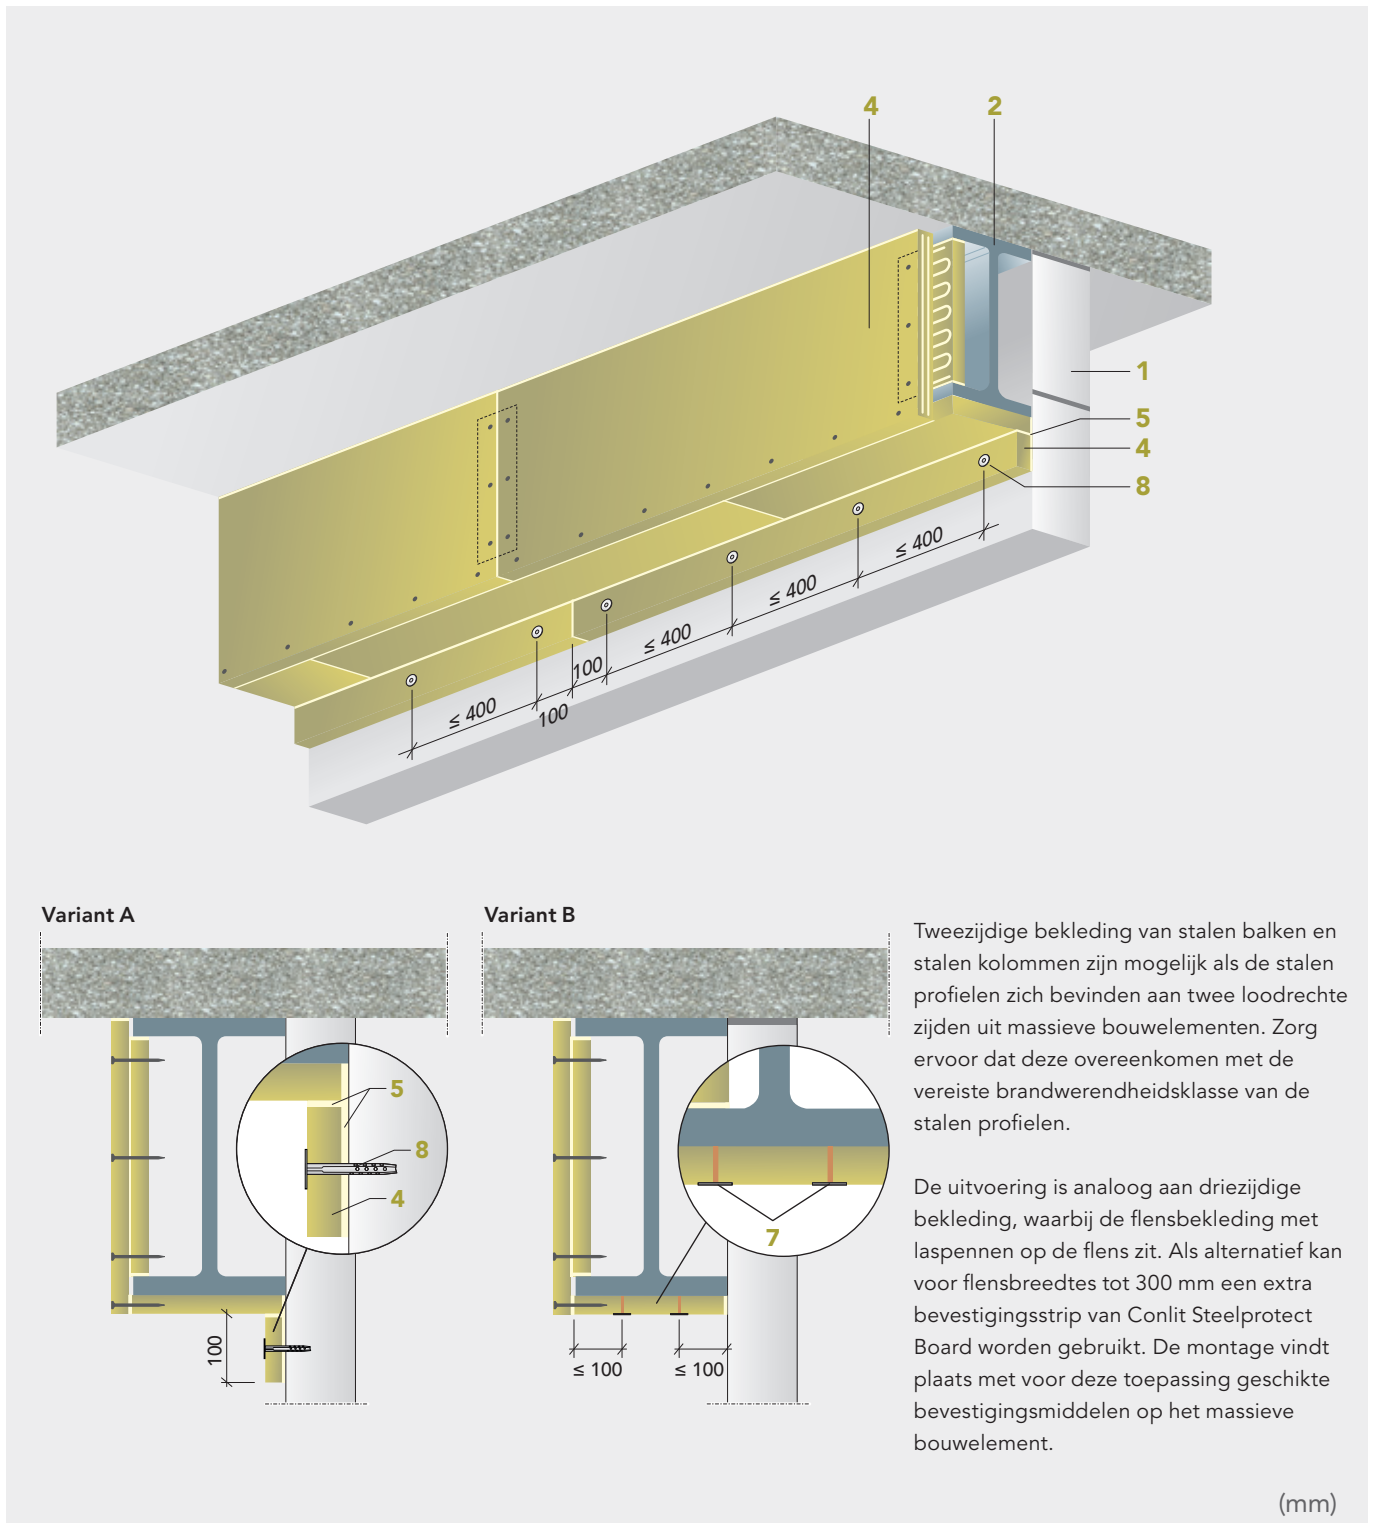 4
2
1
5
4
8
≤ 400
≤ 400
≤ 400
100
≤ 400
100
Variant A
5
8
4
100
Variant B
7
≤ 100
≤ 100
Tweezijdige bekleding van stalen balken en
stalen kolommen zijn mogelijk als de stalen
profielen zich bevinden aan twee loodrechte
zijden uit massieve bouwelementen. Zorg
ervoor dat deze overeenkomen met de
vereiste brandwerendheidsklasse van de
stalen profielen.
De uitvoering is analoog aan driezijdige
bekleding, waarbij de flensbekleding met
laspennen op de flens zit. Als alternatief kan
voor flensbreedtes tot 300 mm een extra
bevestigingsstrip van Conlit Steelprotect
Board worden gebruikt. De montage vindt
plaats met voor deze toepassing geschikte
bevestigingsmiddelen op het massieve
bouwelement.
(mm)